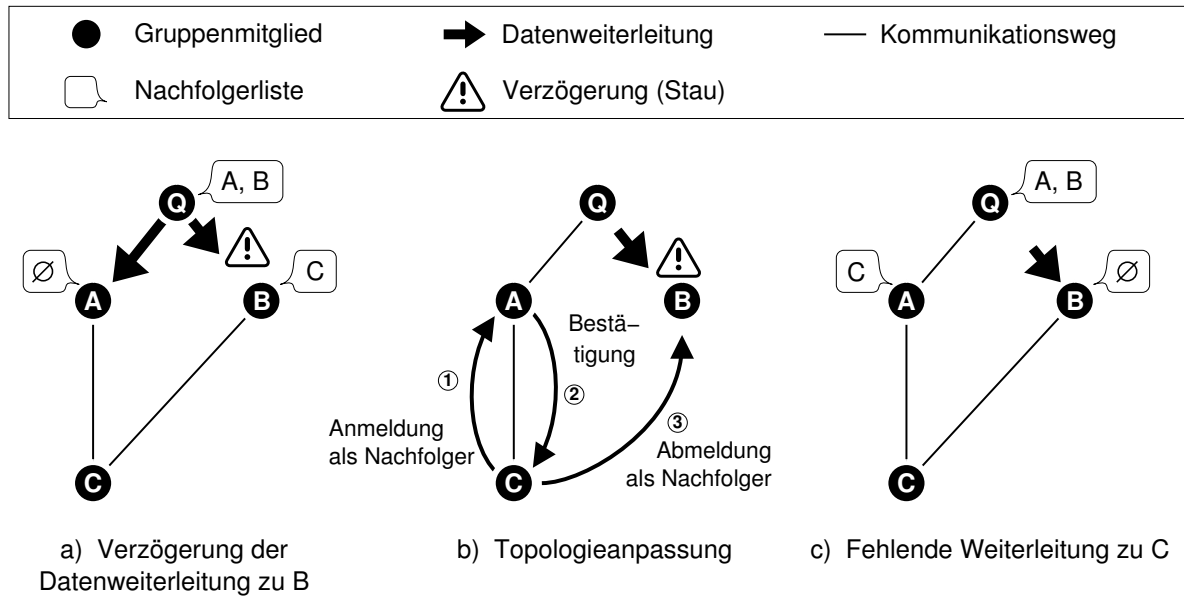 Gruppenmitglied
Datenweiterleitung
Kommunikationsweg
Nachfolgerliste
Verzögerung (Stau)
Q
A, B
∅
A
B
C
C
a) Verzögerung der
Datenweiterleitung zu B
Q
A
B
Bestä–
tigung
①
②
③
Anmeldung
als Nachfolger
Abmeldung
als Nachfolger
C
b) Topologieanpassung
Q
A, B
C
A
B
∅
C
c) Fehlende Weiterleitung zu C